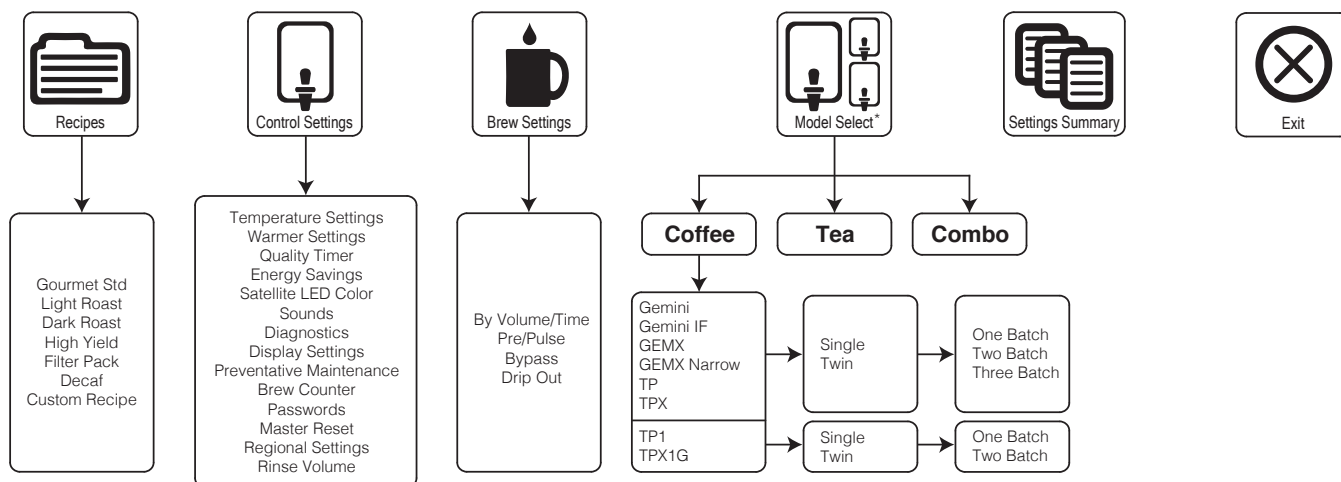 Recipes
Control Settings
Brew Settings
Model Select*
Settings Summary
Exit
Gourmet Std
Light Roast
Dark Roast
High Yield
Filter Pack
Decaf
Custom Recipe
Temperature Settings
Warmer Settings
Quality Timer
Energy Savings
Satellite LED Color
Sounds
Diagnostics
Display Settings
Preventative Maintenance
Brew Counter
Passwords
Master Reset
Regional Settings
Rinse Volume
By Volume/Time
Pre/Pulse
Bypass
Drip Out
Coffee
Tea
Combo
Gemini
Gemini IF
GEMX
GEMX Narrow
TP
TPX
Single
Twin
One Batch
Two Batch
Three Batch
TP1
TPX1G
Single
Twin
One Batch
Two Batch